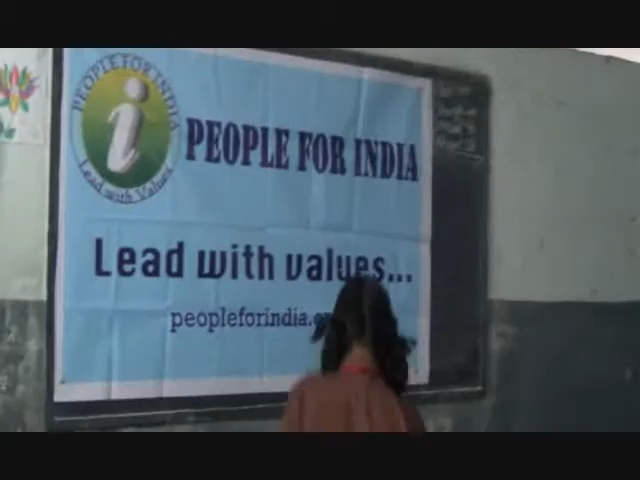 PEOPLE FOR INDIA
Lead with Values
PEOPLE FOR INDIA
Lead with values...
peopleforindia.o